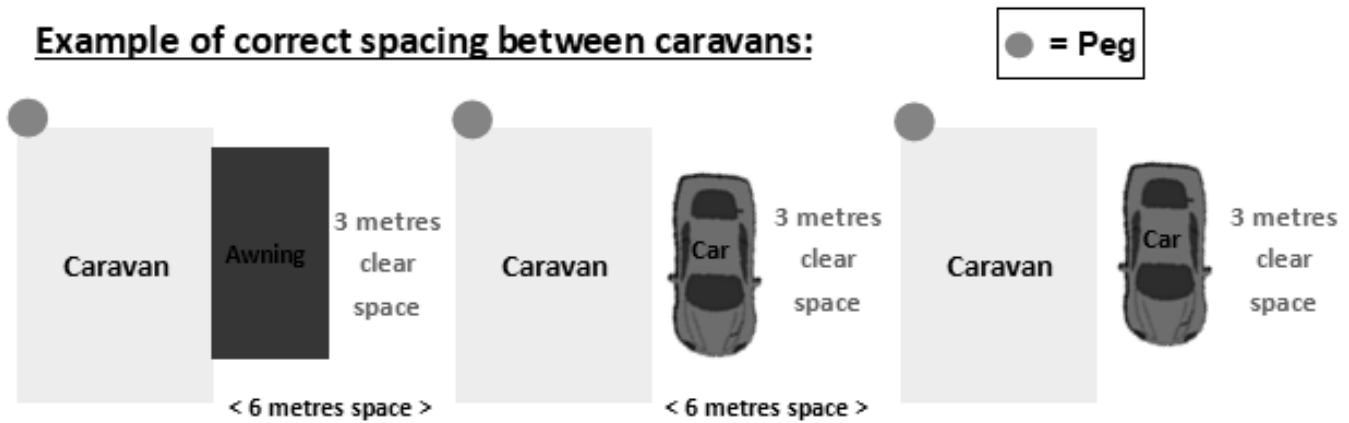 Example of correct spacing between caravans:
= Peg
Caravan
Awning
3 metres
clear
space
Caravan
Car
3 metres
clear
space
Caravan
Car
3 metres
clear
space
< 6 metres space >
< 6 metres space >